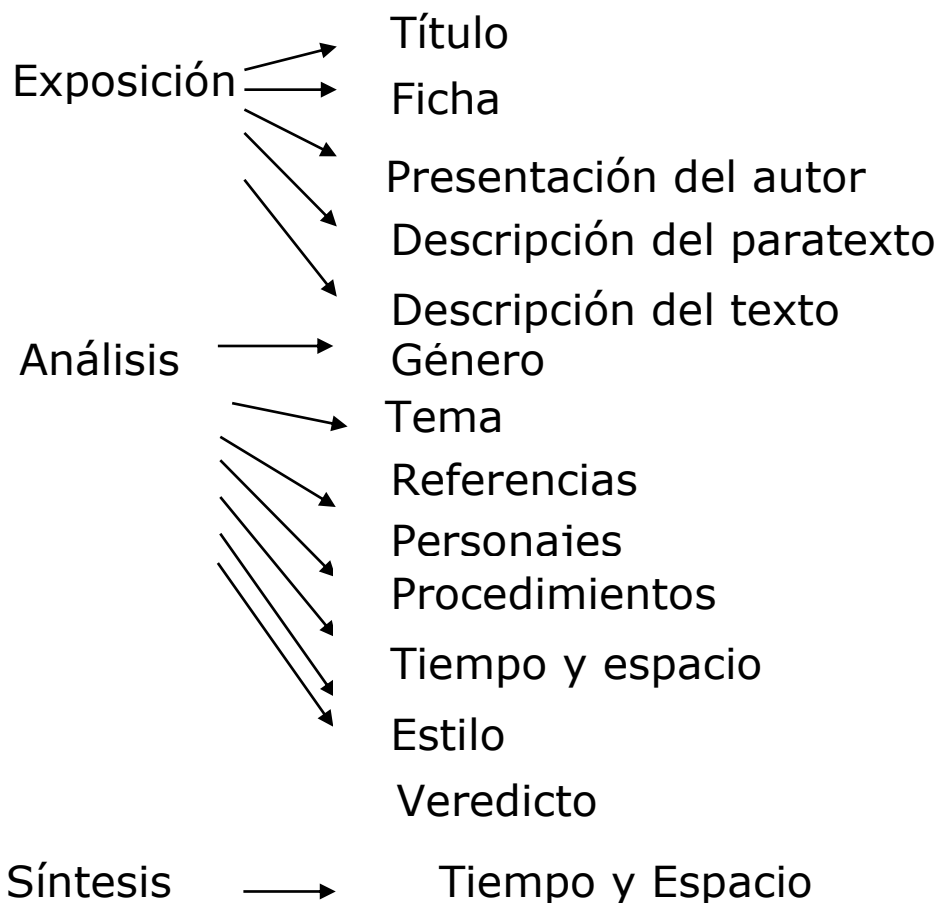 Título
Exposición
Ficha
Presentación del autor
Descripción del paratexto
Descripción del texto
Análisis
Género
Tema
Referencias
Personajes
Procedimientos
Tiempo y espacio
Estilo
Veredicto
Síntesis
Tiempo y Espacio